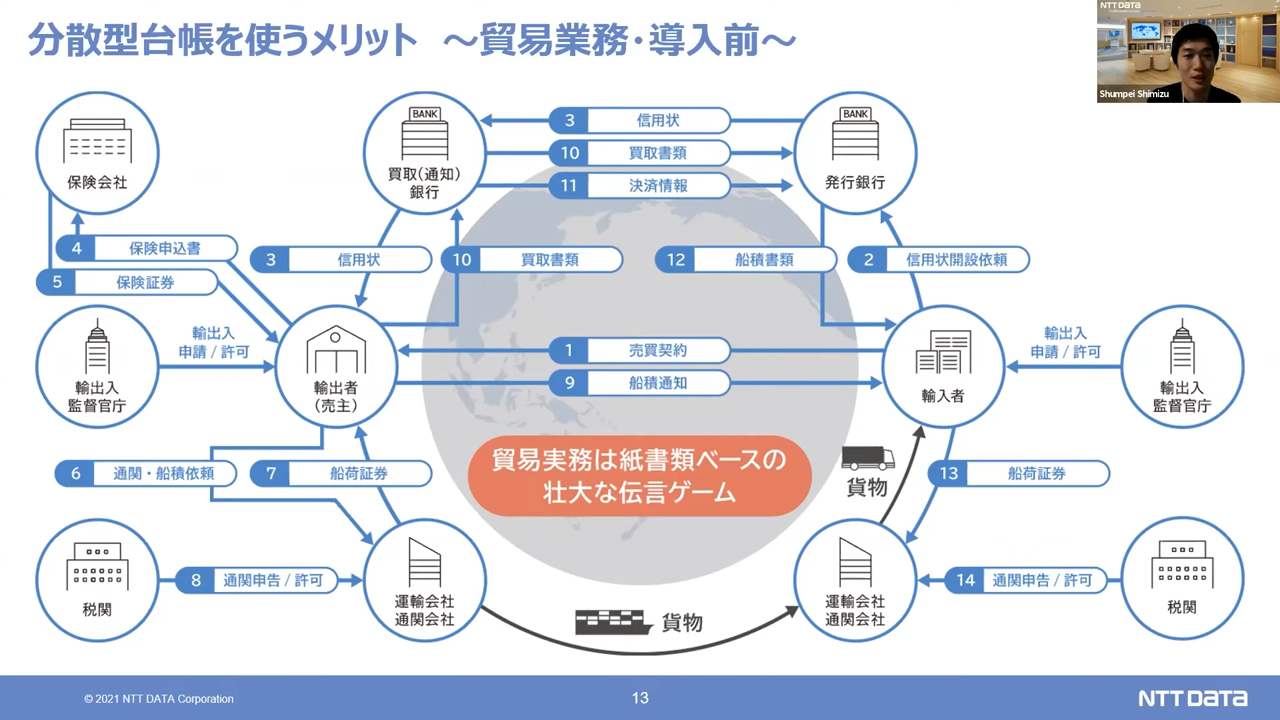 分散型台帳を使うメリット ～貿易業務・導入前～
NTT DATA
Shumpei Shimizu
保険会社
BANK
買取(通知)
銀行
3 信用状
10 買取書類
11 決済情報
BANK
発行銀行
4 保険申込書
5 保険証券
3 信用状
10 買取書類
12 船積書類
2 信用状開設依頼
輸出入
監督官庁
輸出入
申請 / 許可
輸出者
(売主)
1 売買契約
9 船積通知
輸入者
輸出入
申請 / 許可
輸出入
監督官庁
貿易実務は紙書類ベースの
壮大な伝言ゲーム
6 通関・船積依頼
7 船荷証券
貨物
13 船荷証券
税関
8 通関申告 / 許可
運輸会社
通関会社
貨物
運輸会社
通関会社
14 通関申告 / 許可
税関
© 2021 NTT DATA Corporation
13
NTT DATA